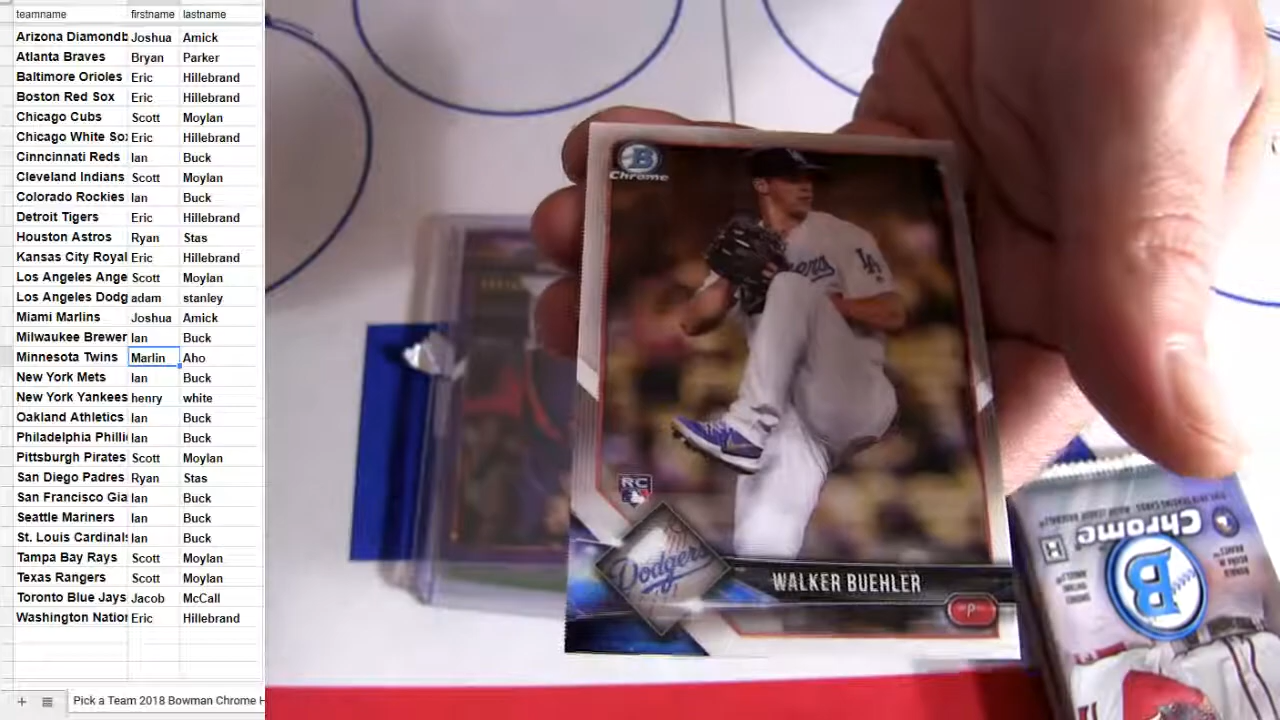 teamname firstname lastname
Arizona Diamondb Joshua Amick
Atlanta Braves Bryan Parker
Baltimore Orioles Eric Hillebrand
Boston Red Sox Eric Hillebrand
Chicago Cubs Scott Moylan
Chicago White Sox Eric Hillebrand
Cinncinnati Reds Ian Buck
Cleveland Indians Scott Moylan
Colorado Rockies Ian Buck
Detroit Tigers Eric Hillebrand
Houston Astros Ryan Stas
Kansas City Royal Eric Hillebrand
Los Angeles Ange Scott Moylan
Los Angeles Dodg adam stanley
Miami Marlins Joshua Amick
Milwaukee Brewer Ian Buck
Minnesota Twins Marlin Aho
New York Mets Ian Buck
New York Yankees henry white
Oakland Athletics Ian Buck
Philadelphia Philli Ian Buck
Pittsburgh Pirates Scott Moylan
San Diego Padres Ryan Stas
San Francisco Gia Ian Buck
Seattle Mariners Ian Buck
St. Louis Cardinals Ian Buck
Tampa Bay Rays Scott Moylan
Texas Rangers Scott Moylan
Toronto Blue Jays Jacob McCall
Washington Natio Eric Hillebrand
Pick a Team 2018 Bowman Chrome H
B
Chrome
LA
RC
Dodgers
WALKER BUEHLER
P
Chrome
H
B